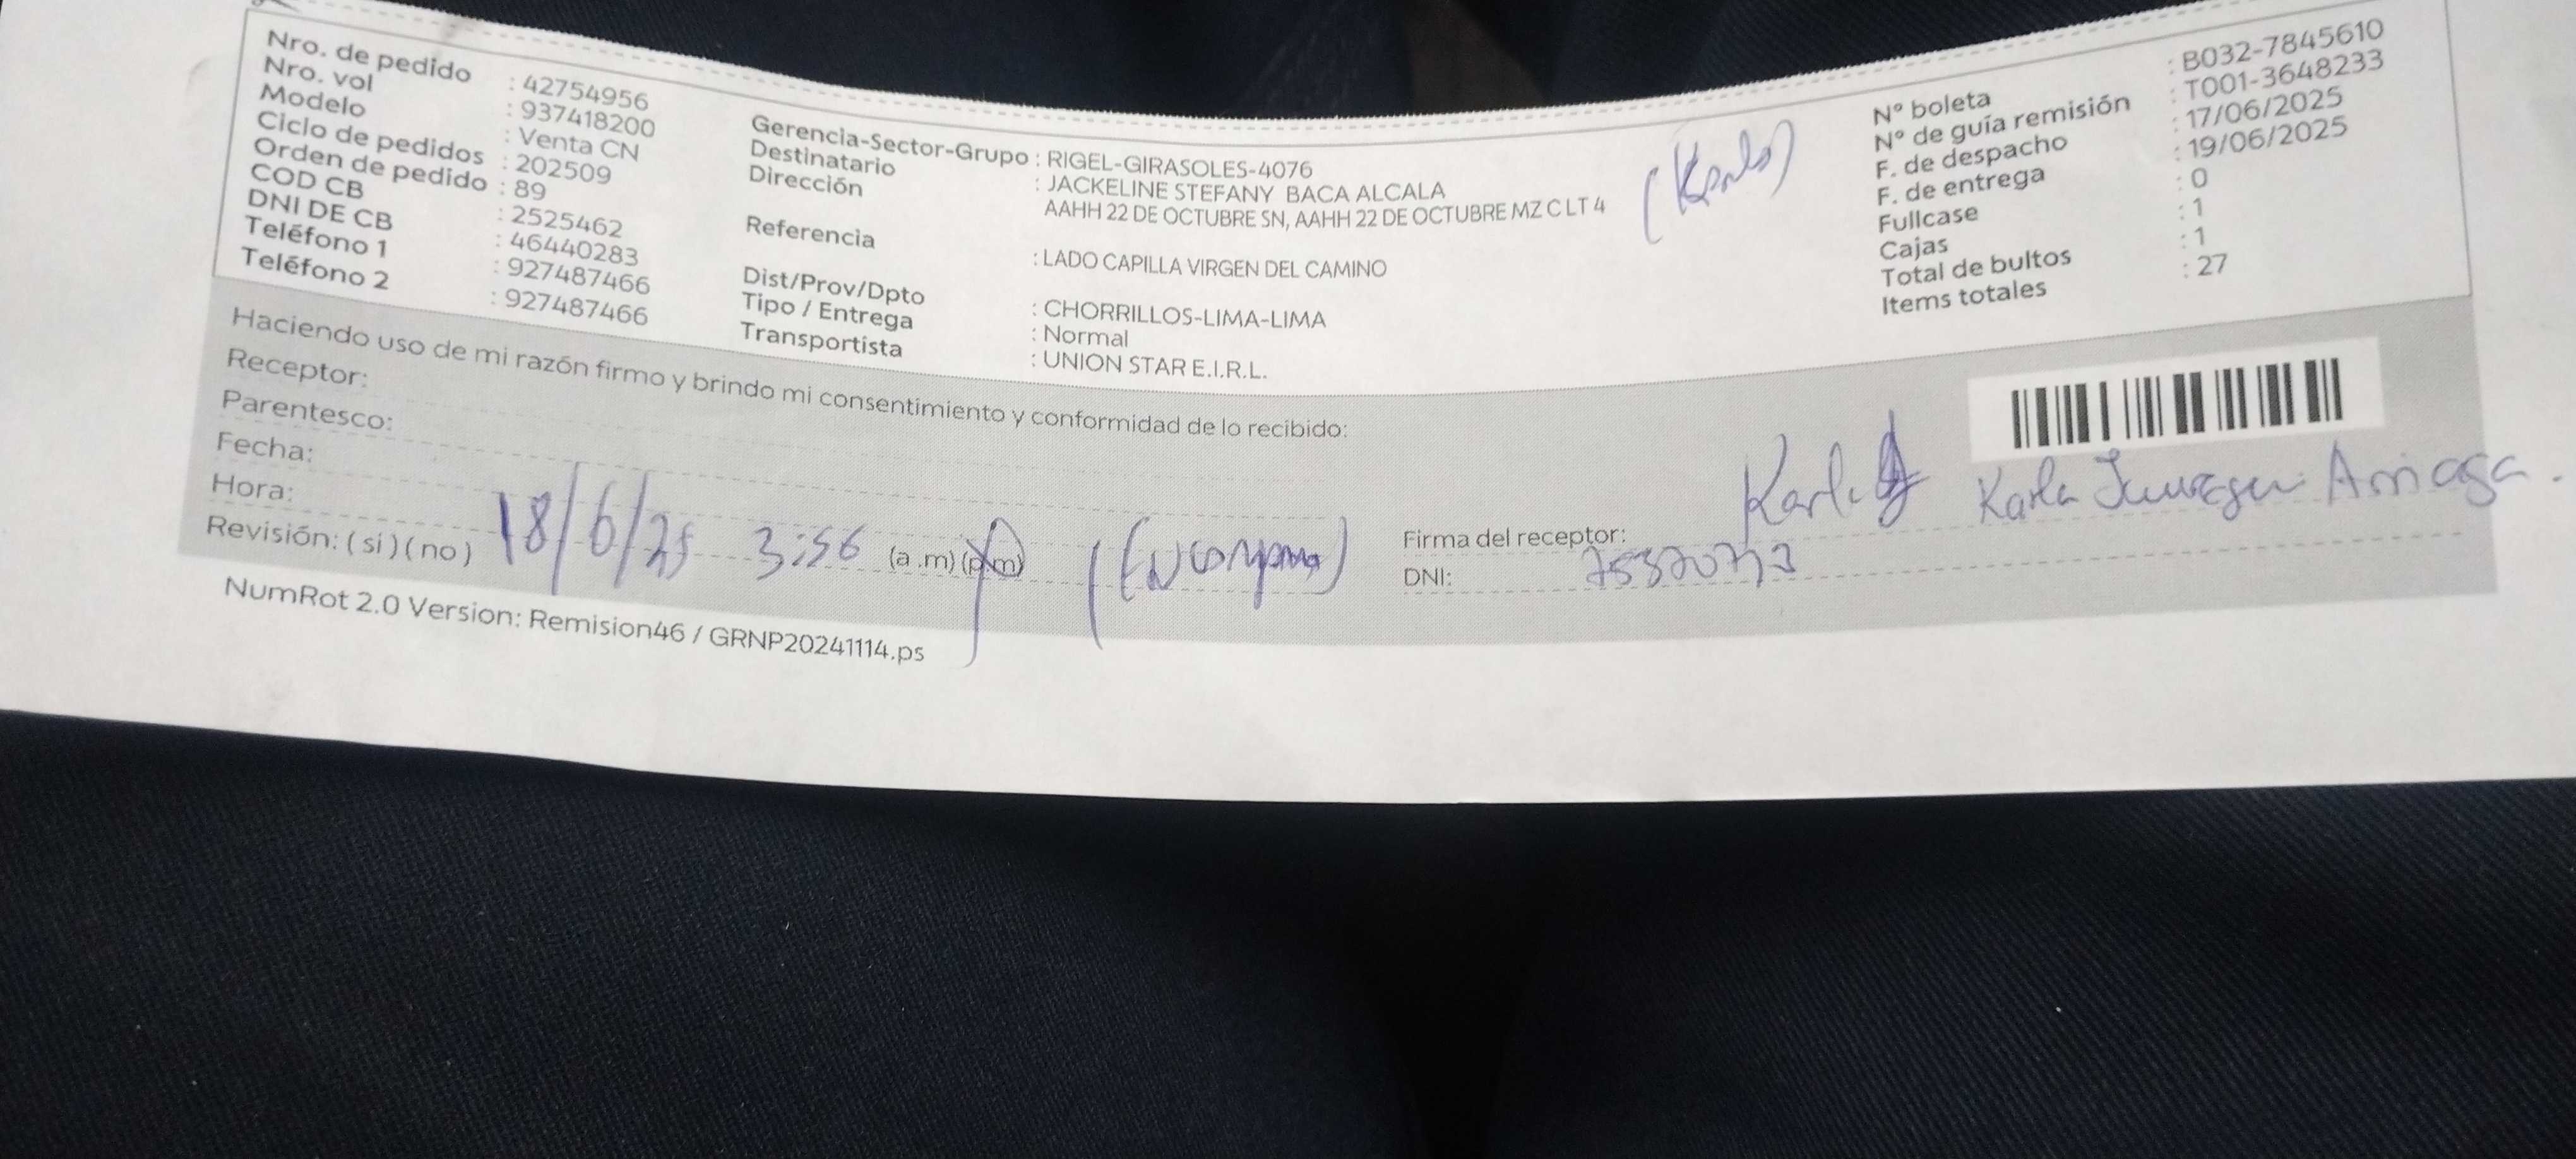 Nro. de pedido : 42754956
Nro. vol : 937418200
Modelo : Venta CN
Ciclo de pedidos : 202509
Orden de pedido : 89
COD CB : 2525462
DNI DE CB : 46440283
Teléfono 1 : 927487466
Teléfono 2 : 927487466
Gerencia-Sector-Grupo : RIGEL-GIRASOLES-4076
Destinatario : JACKELINE STEFANY BACA ALCALA
Dirección AAHH 22 DE OCTUBRE SN, AAHH 22 DE OCTUBRE MZ C LT 4
Referencia : LADO CAPILLA VIRGEN DEL CAMINO
Dist/Prov/Dpto : CHORRILLOS-LIMA-LIMA
Tipo / Entrega : Normal
Transportista : UNION STAR E.I.R.L.
(Karla)
N° boleta : B032-7845610
N° de guía remisión : T001-3648233
F. de despacho : 17/06/2025
F. de entrega : 19/06/2025
Fullcase : 0
Cajas : 1
Total de bultos : 1
Items totales : 27
Haciendo uso de mi razón firmo y brindo mi consentimiento y conformidad de lo recibido:
Receptor:
Parentesco:
Fecha:
Hora:
Revisión: ( si ) ( no ) 18/6/25 3:56 (a .m) (p.m)
Firma del receptor: Karla Karla Arriaga.
DNI:
NumRot 2.0 Version: Remision46 / GRNP20241114.ps